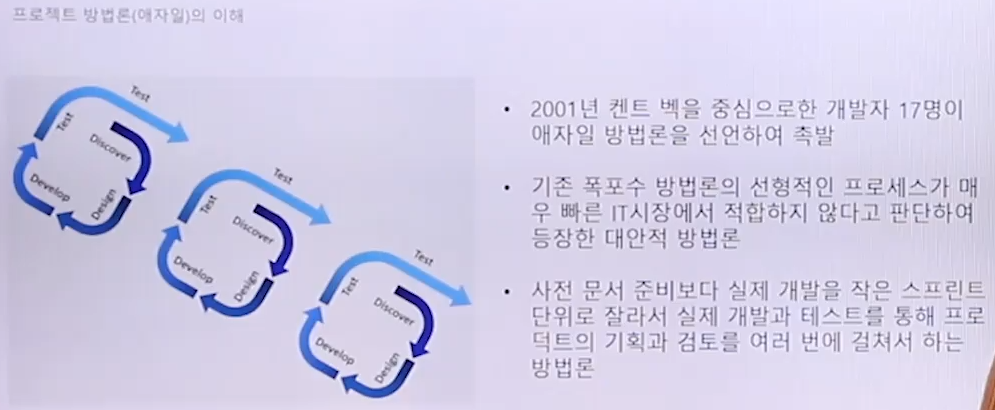 프로젝트 방법론(애자일)의 이해
Test
Test
Discover
Develop
Design
Test
Test
Discover
Develop
Design
Test
Test
Discover
Develop
Design
• 2001년 켄트 벡을 중심으로한 개발자 17명이
애자일 방법론을 선언하여 촉발
• 기존 폭포수 방법론의 선형적인 프로세스가 매
우 빠른 IT시장에서 적합하지 않다고 판단하여
등장한 대안적 방법론
• 사전 문서 준비보다 실제 개발을 작은 스프린트
단위로 잘라서 실제 개발과 테스트를 통해 프로
덕트의 기획과 검토를 여러 번에 걸쳐서 하는
방법론